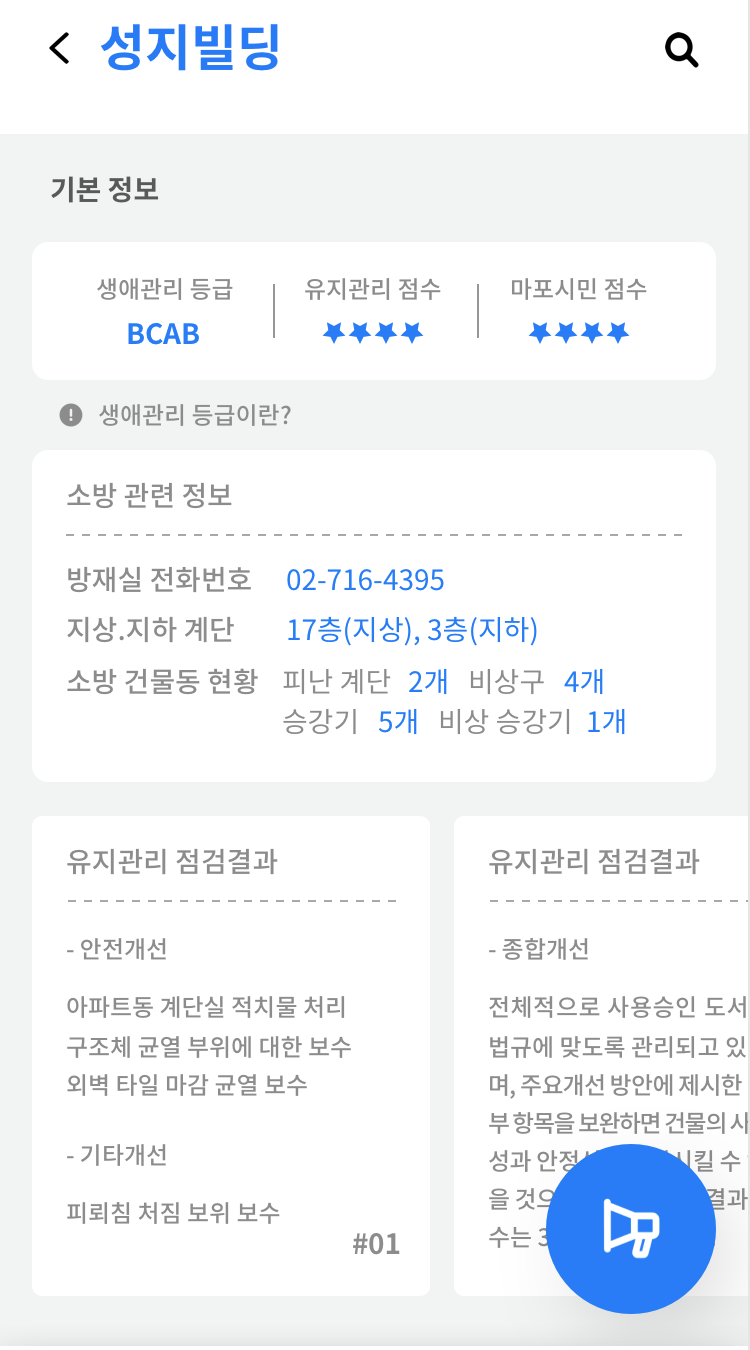 성지빌딩
기본 정보
생애관리 등급
BCAB
유지관리 점수
★★★★
마포시민 점수
★★★★
생애관리 등급이란?
소방 관련 정보
방재실 전화번호 02-716-4395
지상.지하 계단 17층(지상), 3층(지하)
소방 건물동 현황 피난 계단 2개 비상구 4개
승강기 5개 비상 승강기 1개
유지관리 점검결과
- 안전개선
아파트동 계단실 적치물 처리
구조체 균열 부위에 대한 보수
외벽 타일 마감 균열 보수
- 기타개선
피뢰침 처짐 보위 보수
#01
유지관리 점검결과
- 종합개선
전체적으로 사용승인 도서
법규에 맞도록 관리되고 있
며, 주요개선 방안에 제시한
부 항목을 보완하면 건물의 사
성과 시킬 수
을 결과
수는